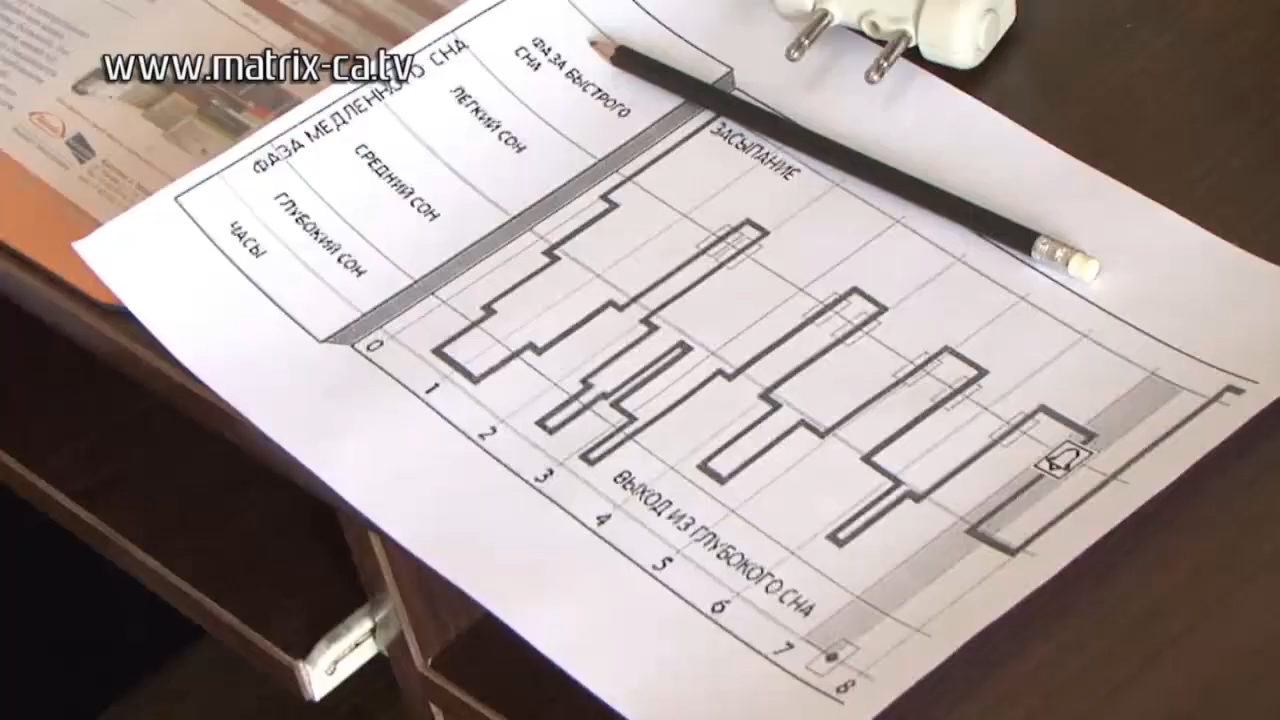 www.matrix-ca.tv
ФАЗА МЕДЛЕННОГО СНА
ФАЗА БЫСТРОГО
СНА
ЛЕГКИЙ СОН
СРЕДНИЙ СОН
ГЛУБОКИЙ СОН
ЧАСЫ
ЗАСЫПАНИЕ
ВЫХОД ИЗ ГЛУБОКОГО СНА
0
1
2
3
4
5
6
7
8